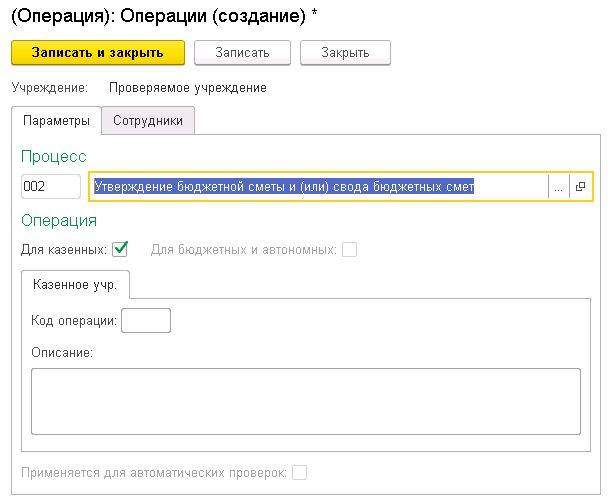 (Операция): Операции (создание) *
Записать и закрыть Записать Закрыть
Учреждение: Проверяемое учреждение
Параметры Сотрудники
Процесс
002 Утверждение бюджетной сметы и (или) свода бюджетных смет ...
Операция
Для казенных: Для бюджетных и автономных:
Казенное учр.
Код операции:
Описание:
Применяется для автоматических проверок: